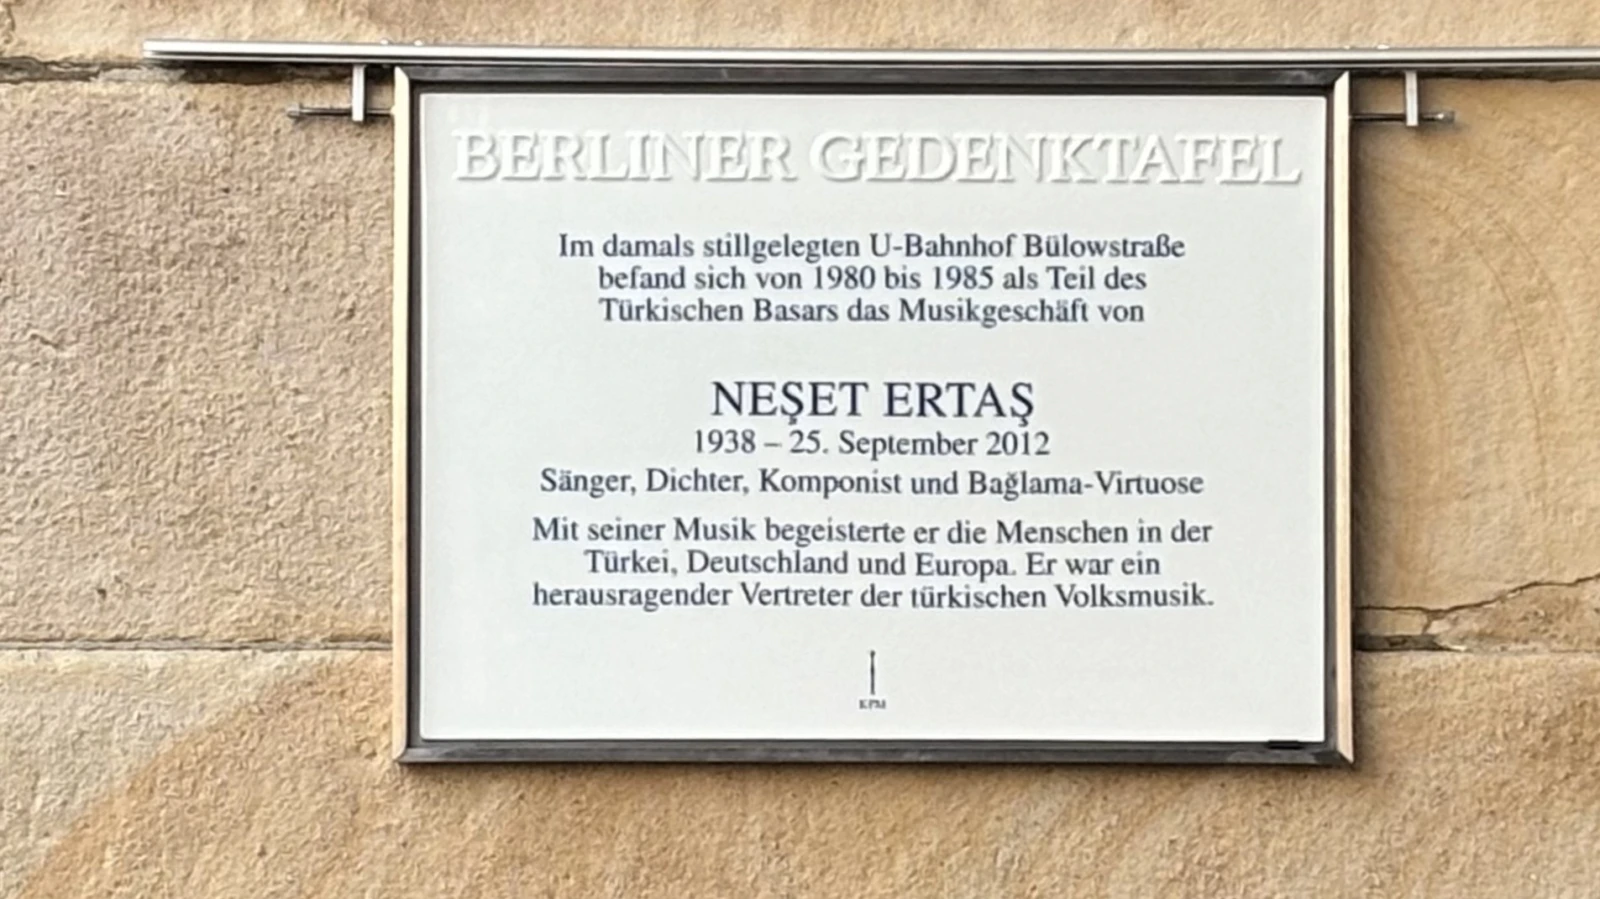 BERLINER GEDENKTAFEL
Im damals stillgelegten U-Bahnhof Bülowstraße
befand sich von 1980 bis 1985 als Teil des
Türkischen Basars das Musikgeschäft von
NEŞET ERTAŞ
1938 – 25. September 2012
Sänger, Dichter, Komponist und Bağlama-Virtuose
Mit seiner Musik begeisterte er die Menschen in der
Türkei, Deutschland und Europa. Er war ein
herausragender Vertreter der türkischen Volksmusik.
KPM